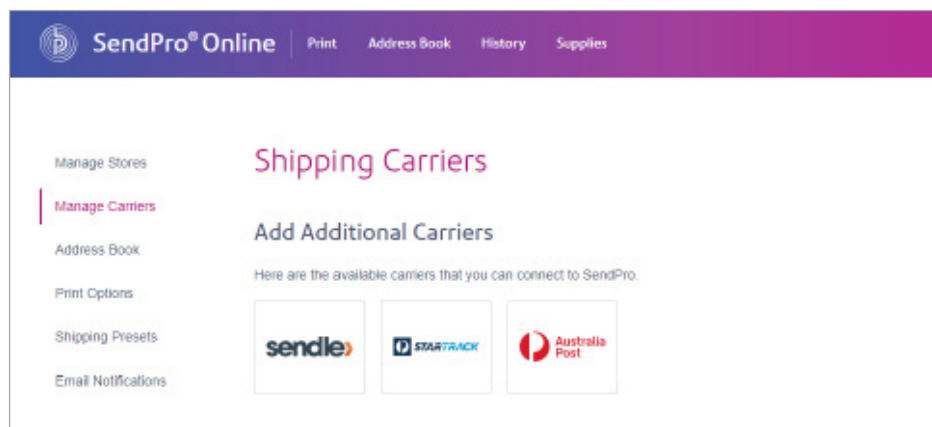 SendPro® Online Print Address Book History Supplies
Manage Stores
Manage Carriers
Address Book
Print Options
Shipping Presets
Email Notifications
Shipping Carriers
Add Additional Carriers
Here are the available carriers that you can connect to SendPro.
sendle
STARTRACK
Australia
Post